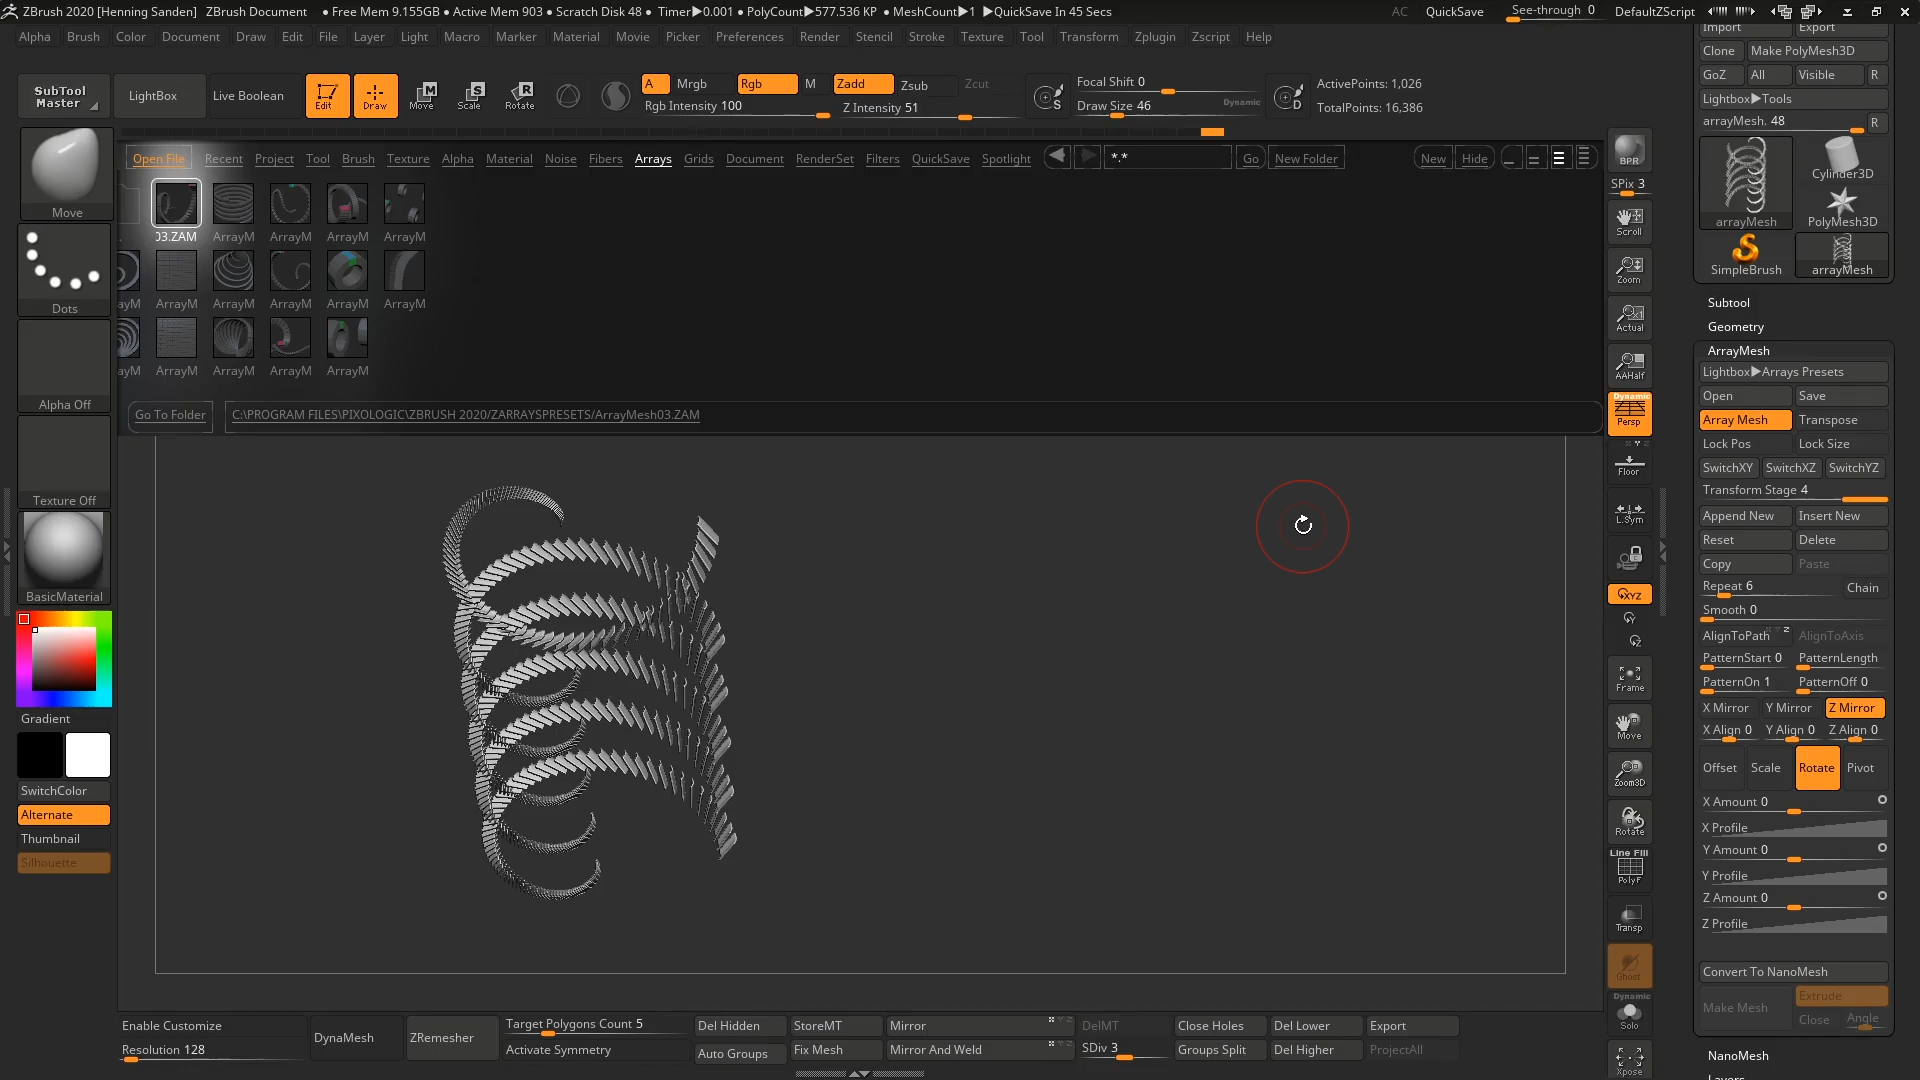 ZBrush 2020 [Henning Sanden] ZBrush Document • Free Mem 9.155GB • Active Mem 903 • Scratch Disk 48 • Timer▶0.001 • PolyCount▶577.536 KP • MeshCount▶1 ▶QuickSave In 45 Secs AC QuickSave See-through 0 DefaultZScript
Alpha Brush Color Document Draw Edit File Layer Light Macro Marker Material Movie Picker Preferences Render Stencil Stroke Texture Tool Transform Zplugin Zscript Help
SubTool Master
LightBox
Live Boolean
Edit
Draw
Move
Scale
Rotate
A Mrgb Rgb M Zadd Zsub Zcut
Rgb Intensity 100 Z Intensity 51
Focal Shift 0
Draw Size 46 Dynamic
ActivePoints: 1,026
TotalPoints: 16,386
Open File Recent Project Tool Brush Texture Alpha Material Noise Fibers Arrays Grids Document RenderSet Filters QuickSave Spotlight *.* Go New Folder New Hide
03.ZAM ArrayM ArrayM ArrayM ArrayM
ayM ArrayM ArrayM ArrayM ArrayM ArrayM
ayM ArrayM ArrayM ArrayM ArrayM
Go To Folder C:\PROGRAM FILES\PIXOLOGIC\ZBRUSH 2020/ZARRAYSPRESETS/ArrayMesh03.ZAM
Move
Dots
Alpha Off
Texture Off
BasicMaterial
Gradient
SwitchColor
Alternate
Thumbnail
Silhouette
BPR
SPix 3
Scroll
Zoom
Actual
AAHalf
Dynamic
Persp
Floor
L.Sym
XYZ
Y
Z
Frame
Move
Zoom3D
Rotate
Line Fill
PolyF
Transp
Ghost
Dynamic
Solo
Xpose
Import Export
Clone Make PolyMesh3D
GoZ All Visible R
Lightbox▶Tools
arrayMesh. 48 R
arrayMesh
Cylinder3D
PolyMesh3D
SimpleBrush
arrayMesh
Subtool
Geometry
ArrayMesh
Lightbox▶Arrays Presets
Open Save
Array Mesh Transpose
Lock Pos Lock Size
SwitchXY SwitchXZ SwitchYZ
Transform Stage 4
Append New Insert New
Reset Delete
Copy Paste
Repeat 6 Chain
Smooth 0
AlignToPath AlignToAxis
PatternStart 0 PatternLength
PatternOn 1 PatternOff 0
X Mirror Y Mirror Z Mirror
X Align 0 Y Align 0 Z Align 0
Offset Scale Rotate Pivot
X Amount 0
X Profile
Y Amount 0
Y Profile
Z Amount 0
Z Profile
Convert To NanoMesh
Make Mesh Extrude
Close Angle
NanoMesh
Layers
Enable Customize
Resolution 128
DynaMesh
ZRemesher
Target Polygons Count 5
Activate Symmetry
Del Hidden StoreMT Mirror DelMT Close Holes Del Lower Export
Auto Groups Fix Mesh Mirror And Weld SDiv 3 Groups Split Del Higher ProjectAll